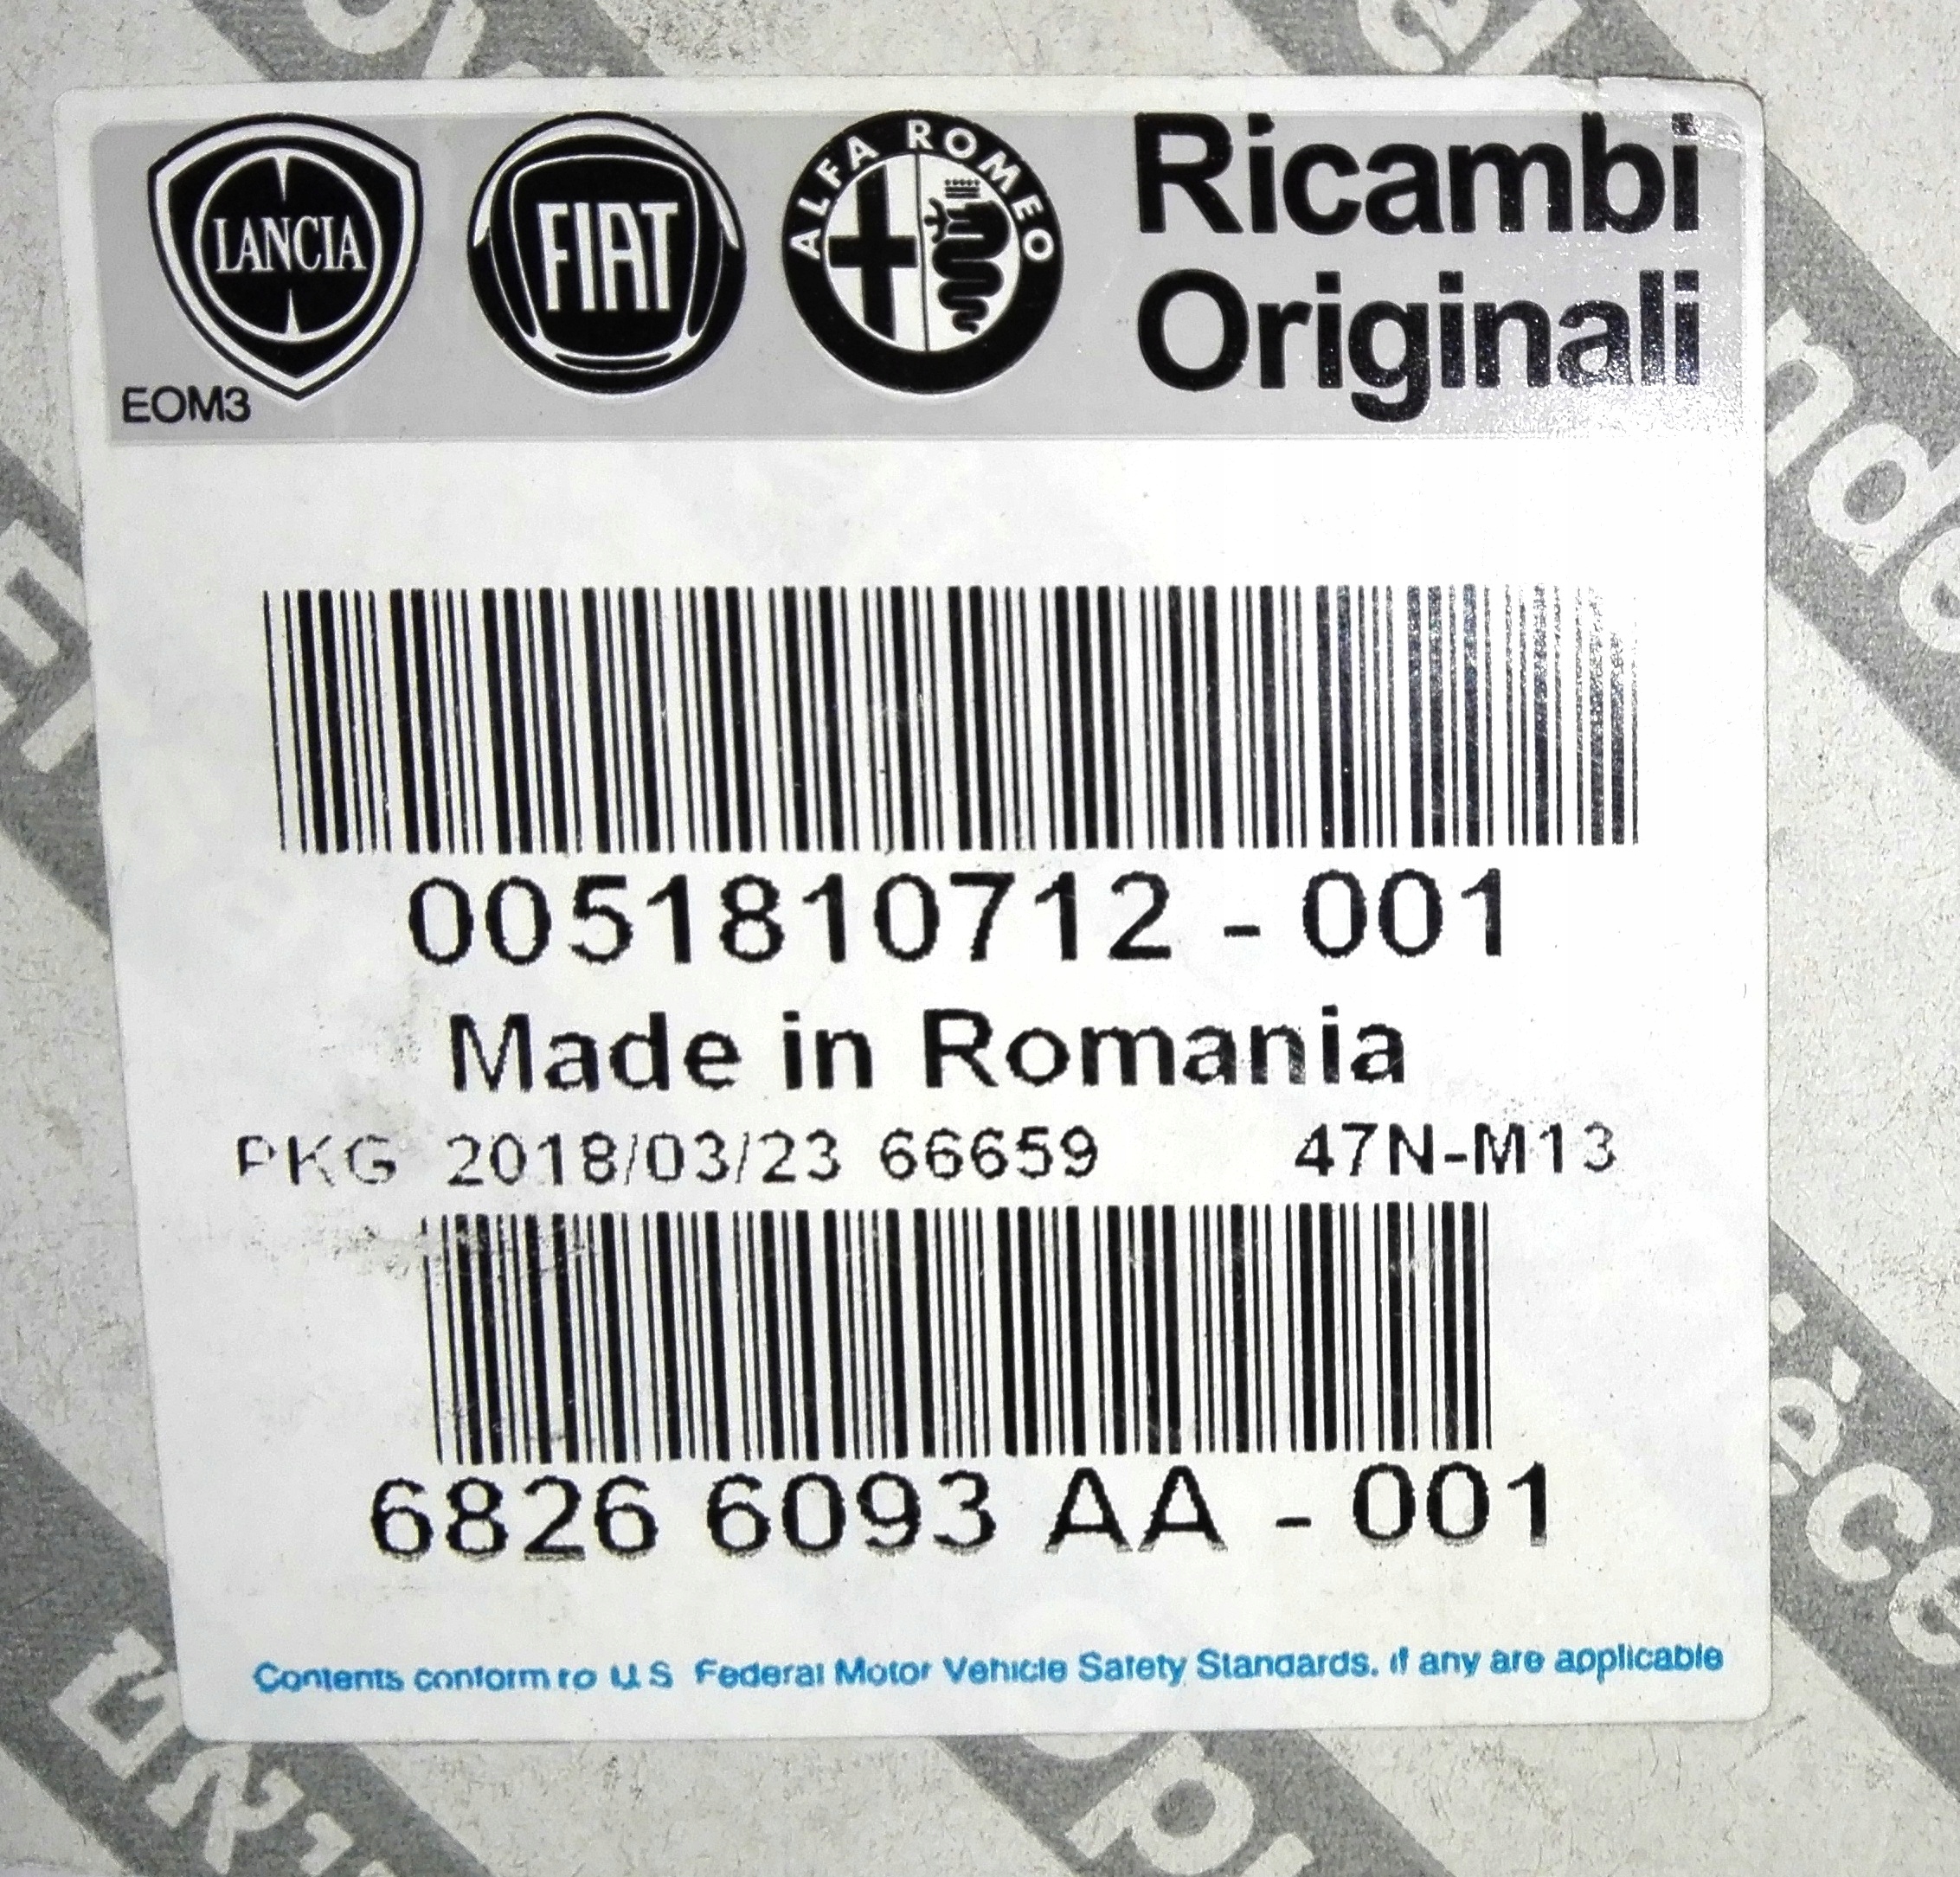 LANCIA
FIAT
ALFA ROMEO
Ricambi
Originali
EOM3
0051810712 - 001
Made in Romania
PKG 2018/03/23 66659 47N-M13
6826 6093 AA - 001
Contents conform to U.S Federal Motor Vehicle Safety Standards. if any are applicable